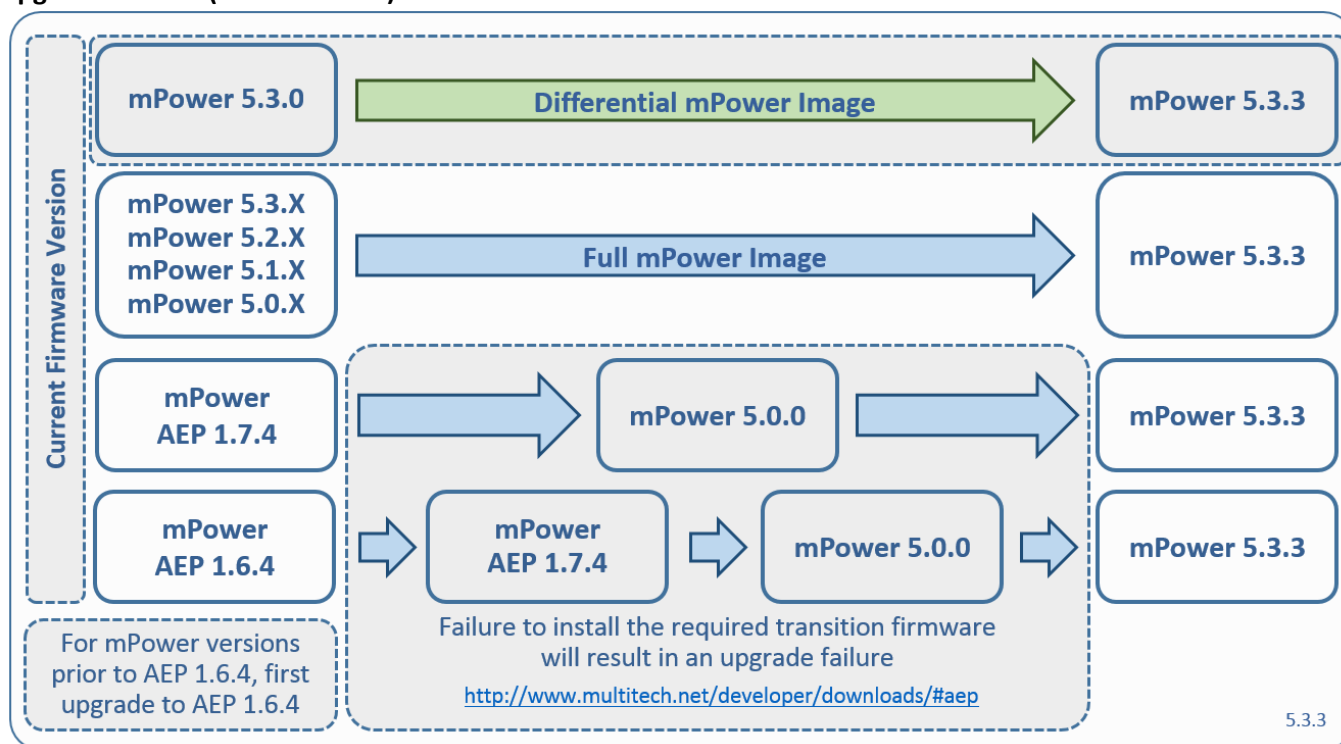 Current Firmware Version
mPower 5.3.0
Differential mPower Image
mPower 5.3.3
mPower 5.3.X
mPower 5.2.X
mPower 5.1.X
mPower 5.0.X
Full mPower Image
mPower 5.3.3
mPower
AEP 1.7.4
mPower 5.0.0
mPower 5.3.3
mPower
AEP 1.6.4
mPower
AEP 1.7.4
mPower 5.0.0
mPower 5.3.3
For mPower versions
prior to AEP 1.6.4, first
upgrade to AEP 1.6.4
Failure to install the required transition firmware
will result in an upgrade failure
http://www.multitech.net/developer/downloads/#aep
5.3.3